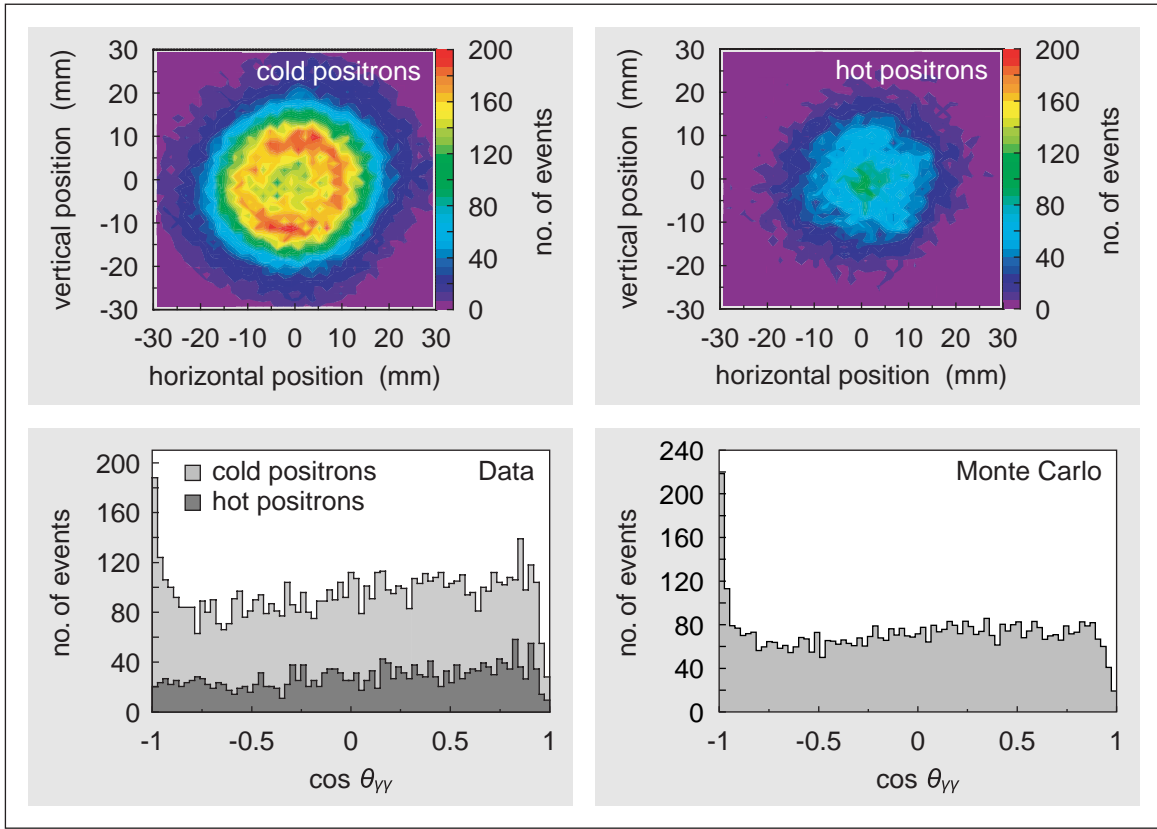 30
20
10
0
-10
-20
-30
vertical position (mm)
cold positrons
200
160
120
80
40
0
no. of events
-30 -20 -10 0 10 20 30
horizontal position (mm)
30
20
10
0
-10
-20
-30
vertical position (mm)
hot positrons
200
160
120
80
40
0
no. of events
-30 -20 -10 0 10 20 30
horizontal position (mm)
200
160
120
80
40
0
no. of events
cold positrons
hot positrons
Data
-1 -0.5 0 0.5 1
cos θγγ
240
200
160
120
80
40
0
no. of events
Monte Carlo
-1 -0.5 0 0.5 1
cos θγγ